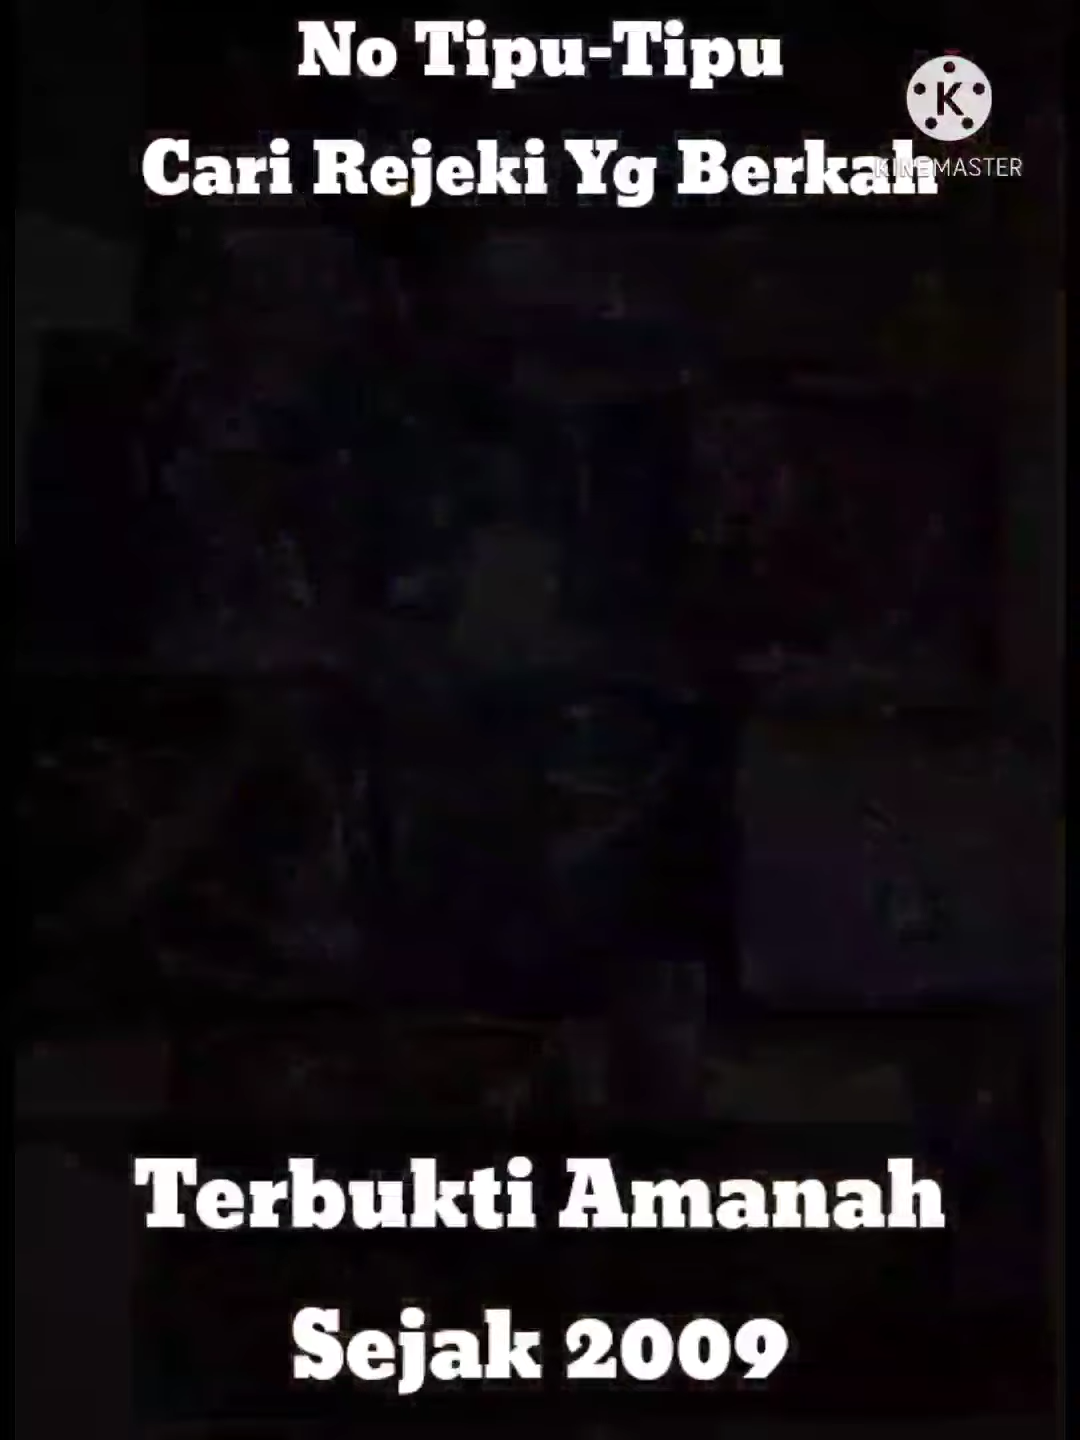 No Tipu-Tipu
Cari Rejeki Yg Berkah
K
KINEMASTER
Terbukti Amanah
Sejak 2009